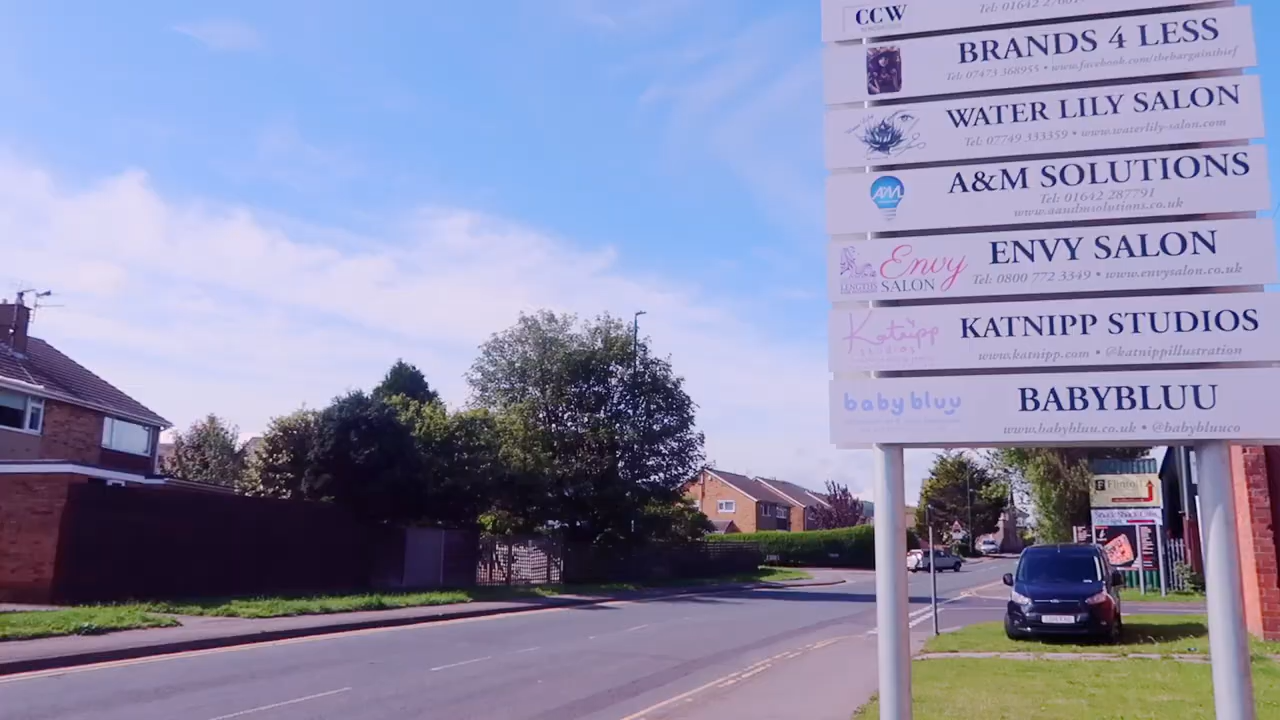 CCW
BRANDS 4 LESS
Tel: 07473 368955 • www.facebook.com/thebargainthief
WATER LILY SALON
Tel: 07749 333359 • www.waterlily-salon.com
A&M SOLUTIONS
Tel: 01642 287791
www.aandmsolutions.co.uk
Envy
SALON
ENVY SALON
Tel: 0800 772 3349 • www.envysalon.co.uk
Katnipp
studios
KATNIPP STUDIOS
www.katnipp.com • @katnippillustration
babybluu
BABYBLUU
www.babybluu.co.uk • @babybluuco